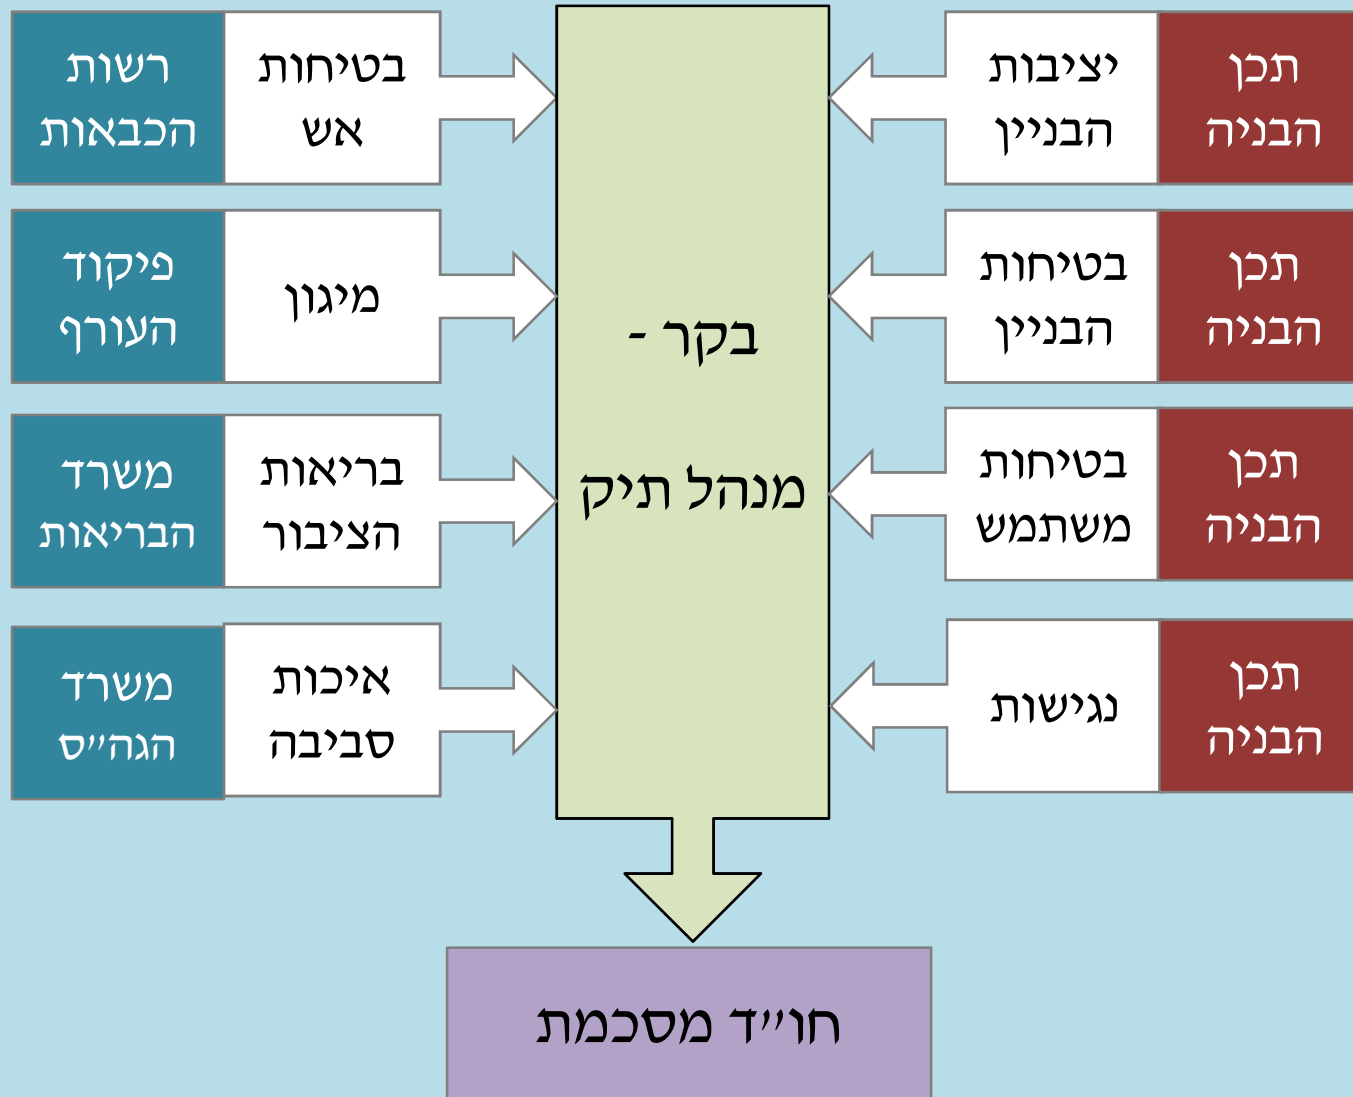 תכן
הבניה
יציבות
הבניין
בטיחות
אש
רשות
הכבאות
תכן
הבניה
בטיחות
הבניין
מיגון
פיקוד
העורף
תכן
הבניה
בטיחות
משתמש
בריאות
הציבור
משרד
הבריאות
תכן
הבניה
נגישות
איכות
סביבה
משרד
הגה״ס
בקר -
מנהל תיק
חו״ד מסכמת